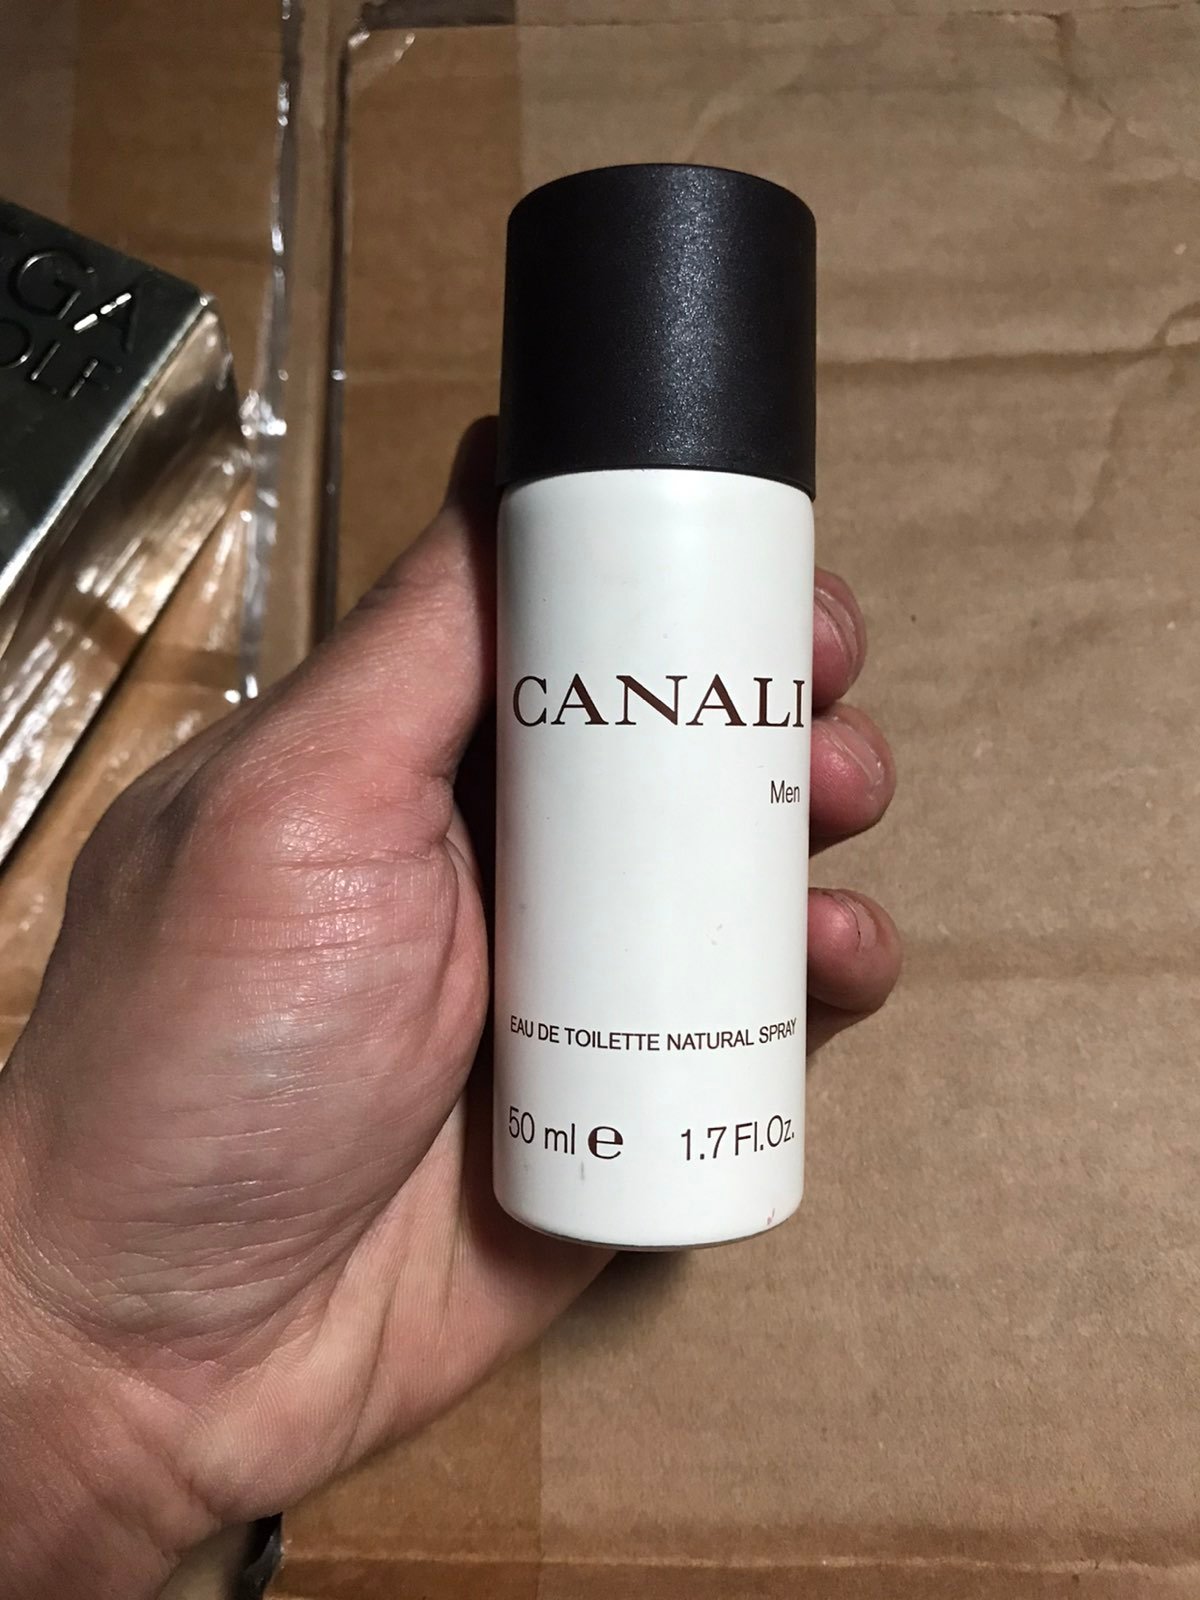 CANALI
Men
EAU DE TOILETTE NATURAL SPRAY
50 ml e 1.7 Fl.Oz.